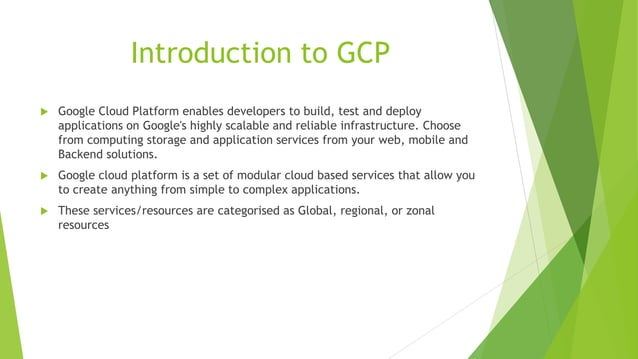 Introduction to GCP
Google Cloud Platform enables developers to build, test and deploy
applications on Google's highly scalable and reliable infrastructure. Choose
from computing storage and application services from your web, mobile and
Backend solutions.
Google cloud platform is a set of modular cloud based services that allow you
to create anything from simple to complex applications.
These services/resources are categorised as Global, regional, or zonal
resources